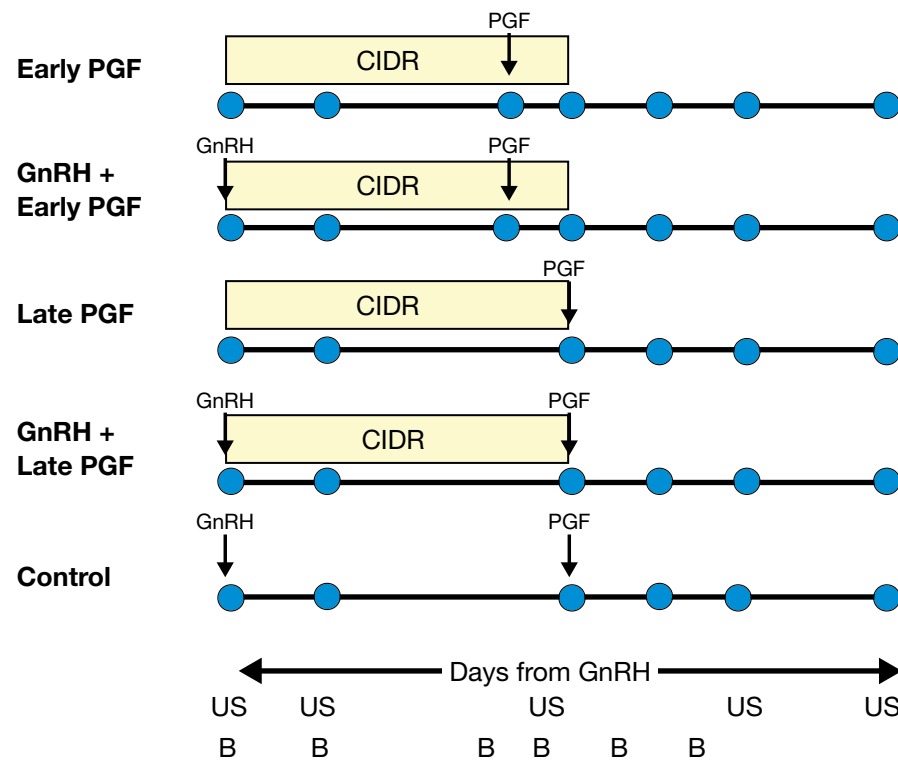 PGF
Early PGF
CIDR
GnRH
PGF
GnRH +
Early PGF
CIDR
PGF
Late PGF
CIDR
GnRH
PGF
GnRH +
Late PGF
CIDR
GnRH
PGF
Control
Days from GnRH
US US US US US
B B B B B B